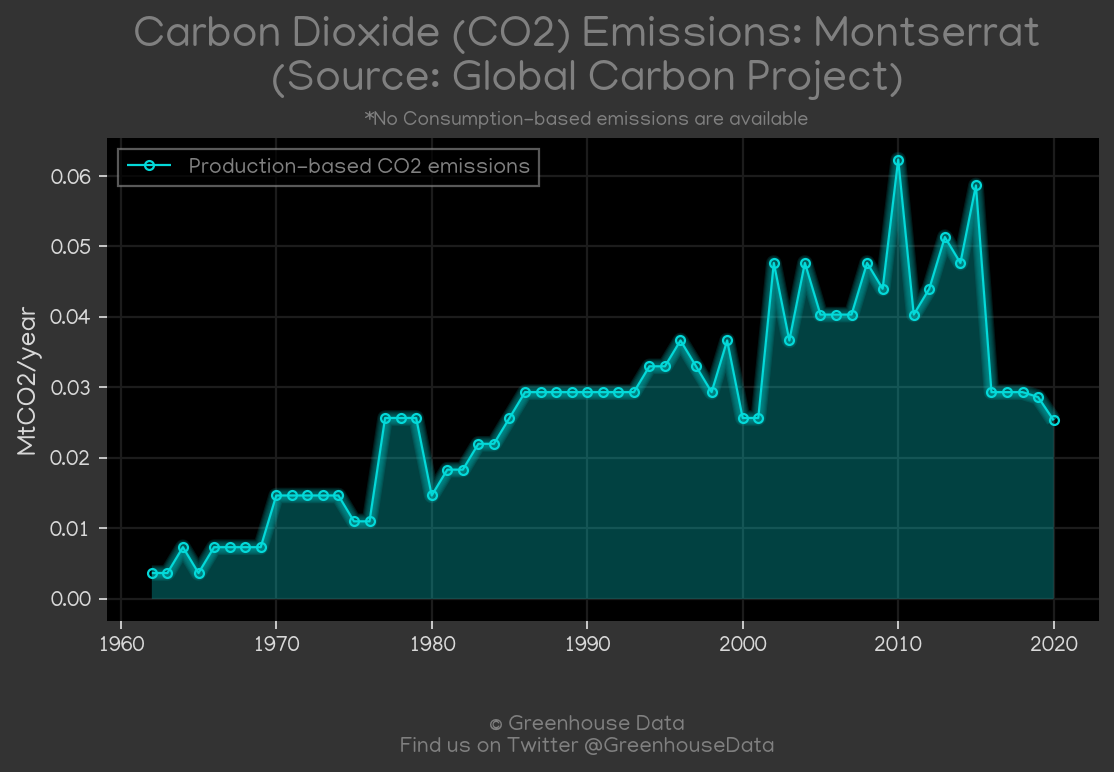 Carbon Dioxide (CO2) Emissions: Montserrat
(Source: Global Carbon Project)
*No Consumption-based emissions are available
Production-based CO2 emissions
MtCO2/year
0.06
0.05
0.04
0.03
0.02
0.01
0.00
1960 1970 1980 1990 2000 2010 2020
© Greenhouse Data
Find us on Twitter @GreenhouseData